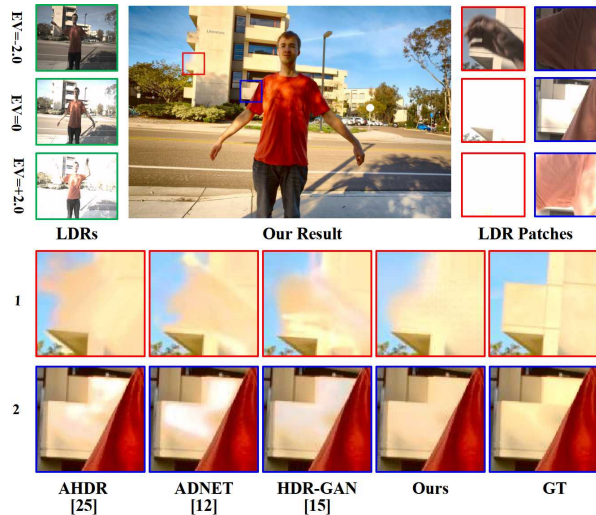 EV=-2.0
EV=0
EV=+2.0
LDRs
Our Result
LDR Patches
1
2
AHDR
[25]
ADNET
[12]
HDR-GAN
[15]
Ours
GT